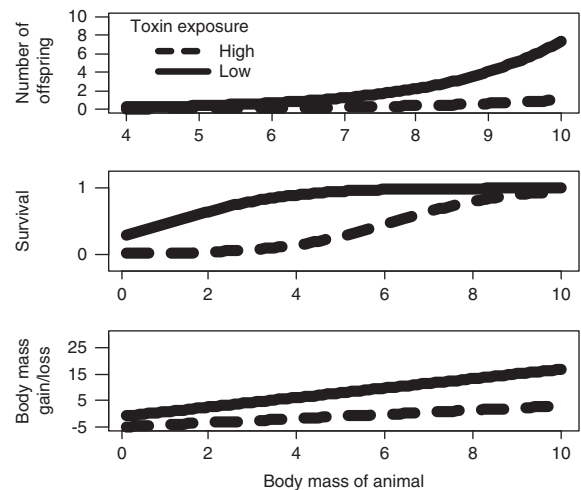 Number of
offspring
10
8
6
4
2
0
Toxin exposure
High
Low
4 5 6 7 8 9 10
Survival
1
0
0 2 4 6 8 10
Body mass
gain/loss
25
15
5
-5
0 2 4 6 8 10
Body mass of animal